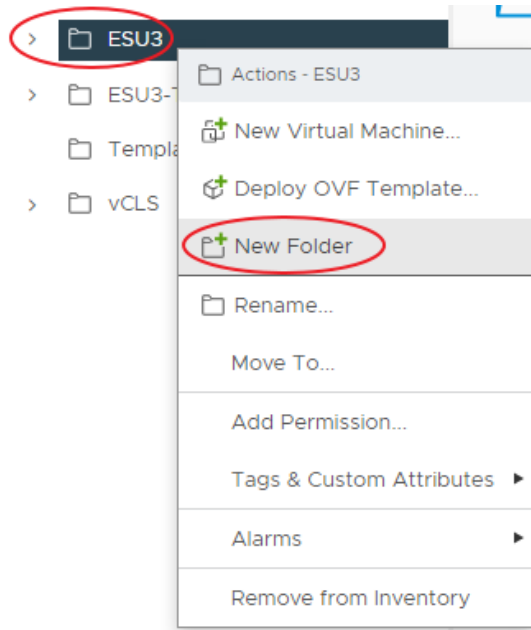 ESU3
Actions - ESU3
ESU3-
New Virtual Machine...
Deploy OVF Template...
vCLS
New Folder
Rename...
Move To...
Add Permission...
Tags & Custom Attributes
Alarms
Remove from Inventory